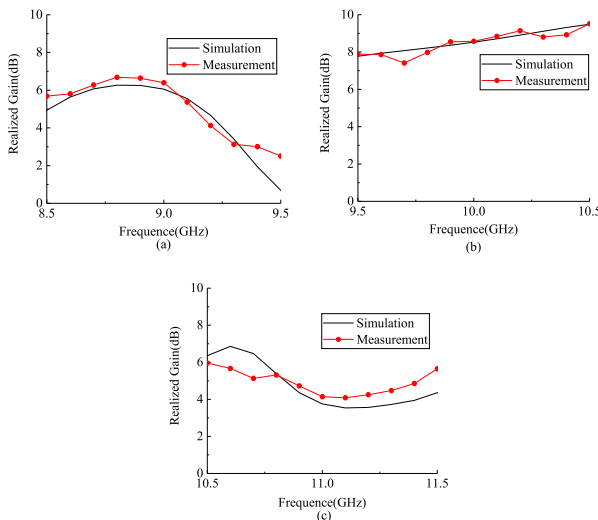 10
8
6
4
2
0
Realized Gain(dB)
Simulation
Measurement
8.5
9.0
9.5
Frequence(GHz)
(a)
10
8
6
4
2
0
Realized Gain(dB)
Simulation
Measurement
9.5
10.0
10.5
Frequence(GHz)
(b)
10
8
6
4
2
0
Realized Gain(dB)
Simulation
Measurement
10.5
11.0
11.5
Frequence(GHz)
(c)